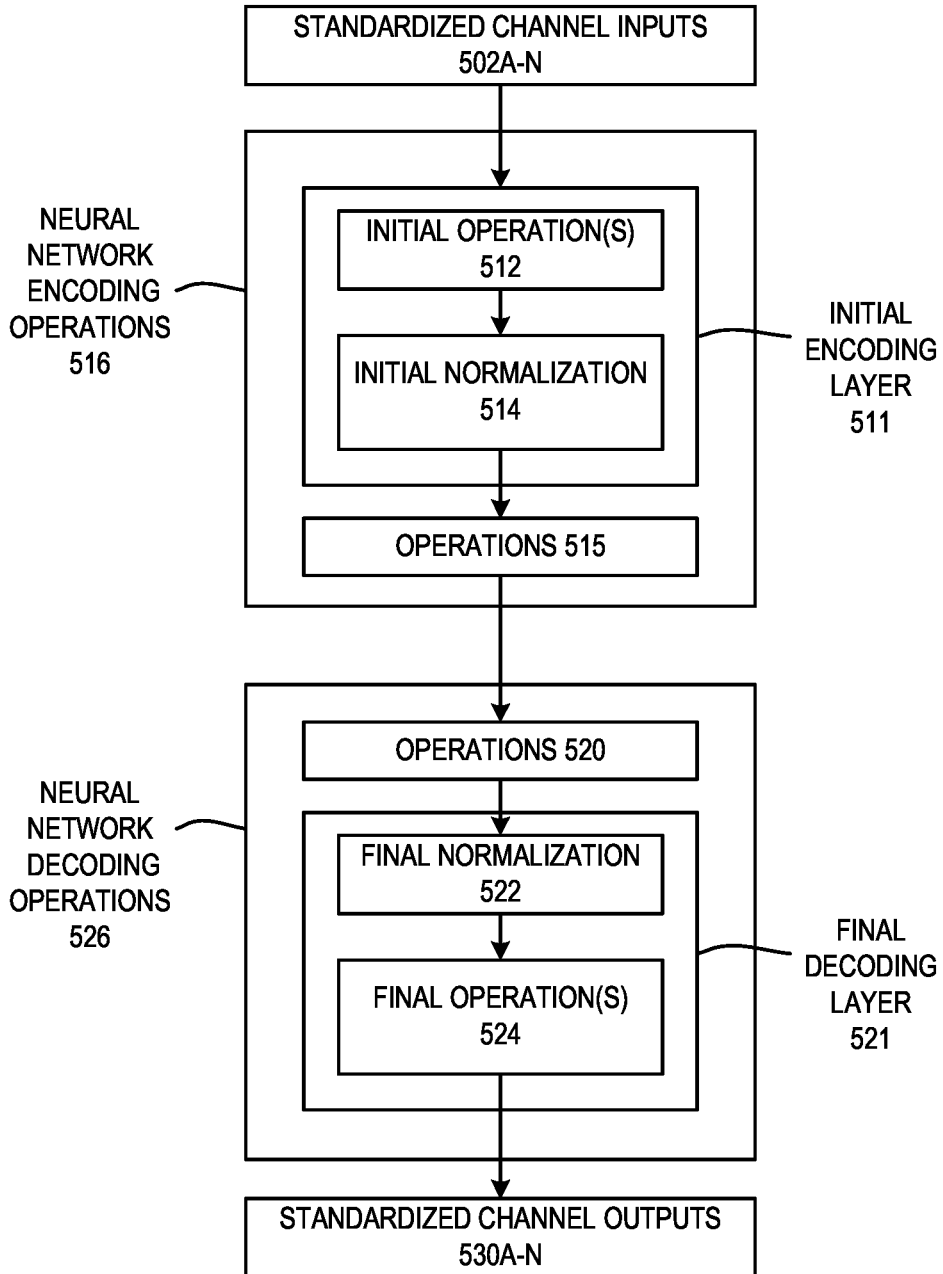 STANDARDIZED CHANNEL INPUTS
502A-N
NEURAL
NETWORK
ENCODING
OPERATIONS
516
INITIAL OPERATION(S)
512
INITIAL NORMALIZATION
514
INITIAL
ENCODING
LAYER
511
OPERATIONS 515
OPERATIONS 520
NEURAL
NETWORK
DECODING
OPERATIONS
526
FINAL NORMALIZATION
522
FINAL OPERATION(S)
524
FINAL
DECODING
LAYER
521
STANDARDIZED CHANNEL OUTPUTS
530A-N